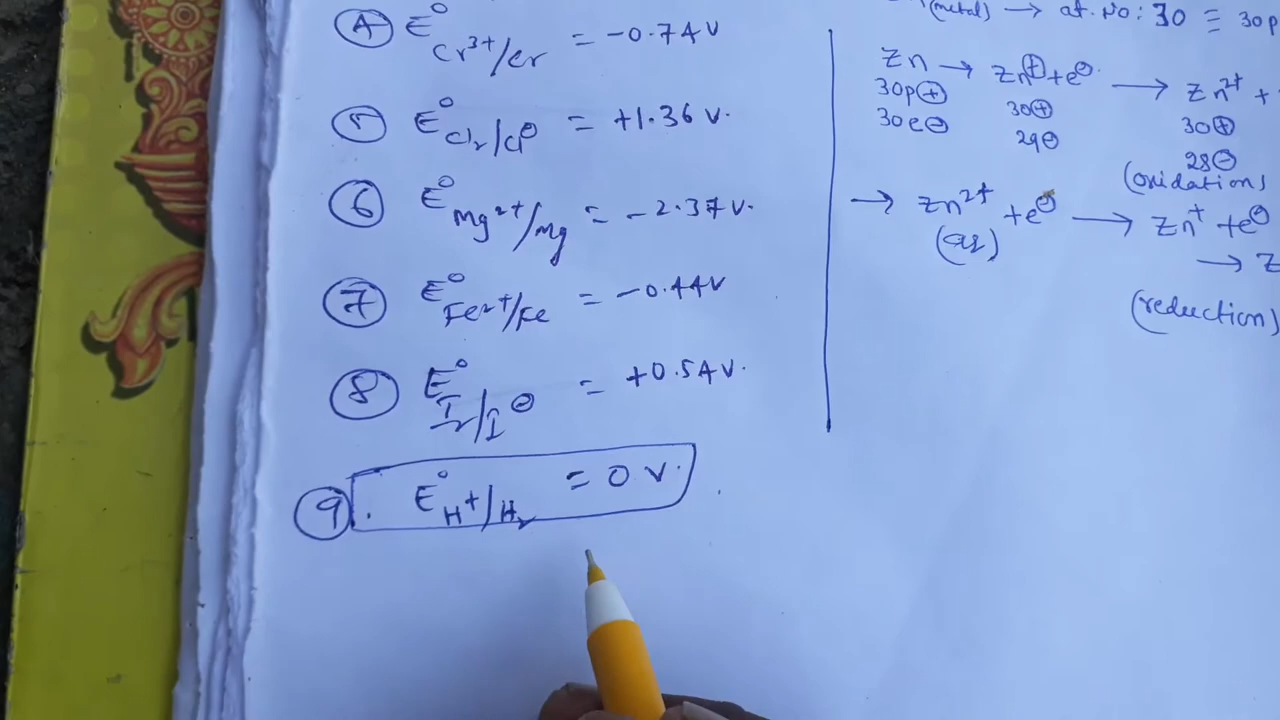 ④ E° Cr³⁺/Cr = -0.74V
⑤ E° Cl₂/Cl⊖ = +1.36 V.
⑥ E° Mg²⁺/Mg = -2.37V.
⑦ E° Fe²⁺/Fe = -0.44V
⑧ E° I₂/I⊖ = +0.54V.
⑨. E° H⁺/H₂ = 0 V.
(metal) → at. No: 30 ≡ 30p
Zn → Zn⊕ + e⊖ → Zn²⁺ +
30p⊕ 30⊕ 30⊕
30e⊖ 29⊖ 28⊖
(oxidation)
→ Zn²⁺ + e⊖ → Zn⁺ + e⊖
(aq) → Z
(reduction)